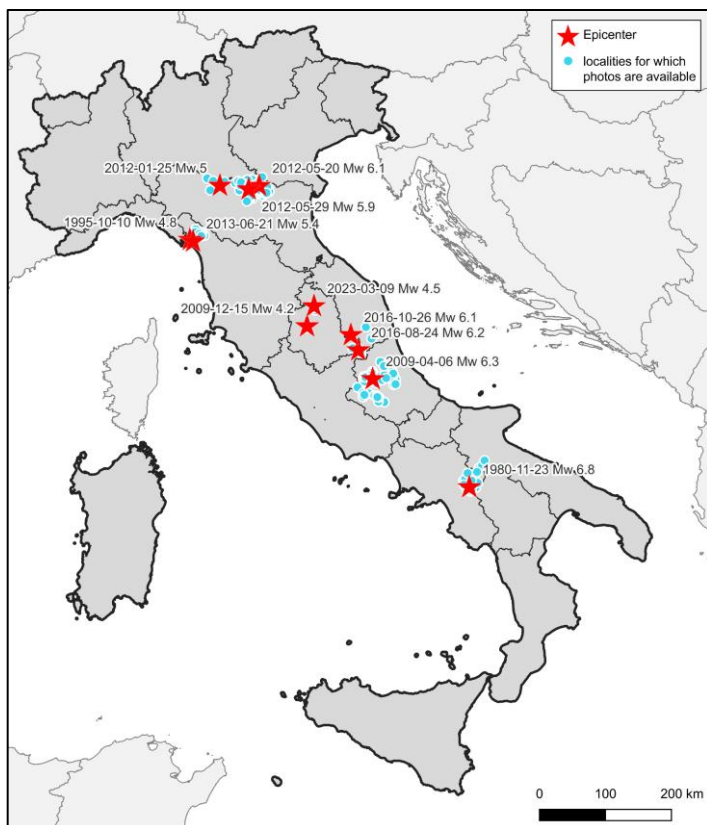 Epicenter
localities for which
photos are available
2012-01-25 Mw 5
2012-05-20 Mw 6.1
2012-05-29 Mw 5.9
1995-10-10 Mw 4.8
2013-06-21 Mw 5.4
2023-03-09 Mw 4.5
2009-12-15 Mw 4.2
2016-10-26 Mw 6.1
2016-08-24 Mw 6.2
2009-04-06 Mw 6.3
1980-11-23 Mw 6.8
0 100 200 km